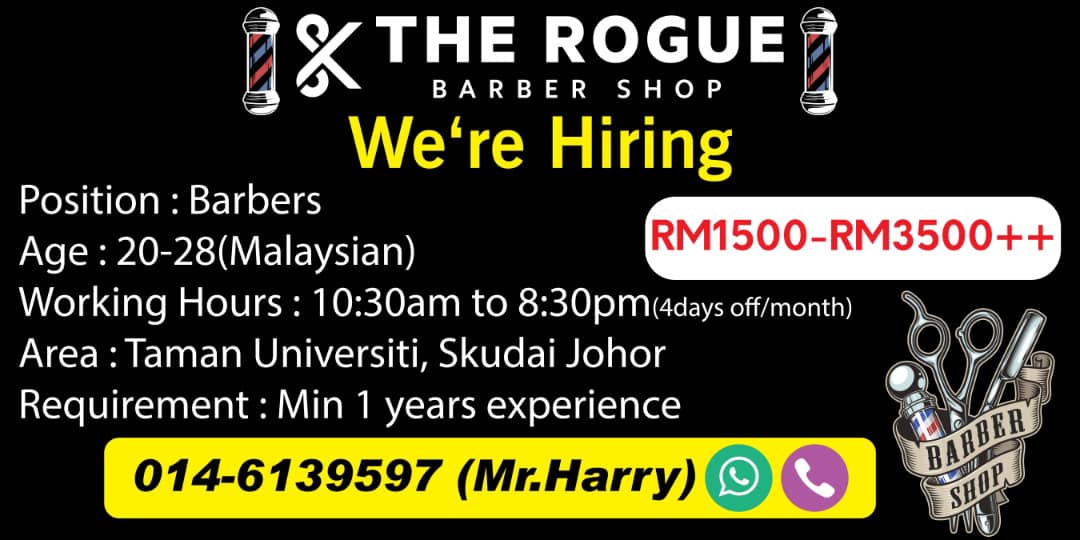 THE ROGUE
BARBER SHOP
We‘re Hiring
Position : Barbers
Age : 20-28(Malaysian)
RM1500-RM3500++
Working Hours : 10:30am to 8:30pm(4days off/month)
Area : Taman Universiti, Skudai Johor
Requirement : Min 1 years experience
014-6139597 (Mr.Harry)
BARBER
SHOP